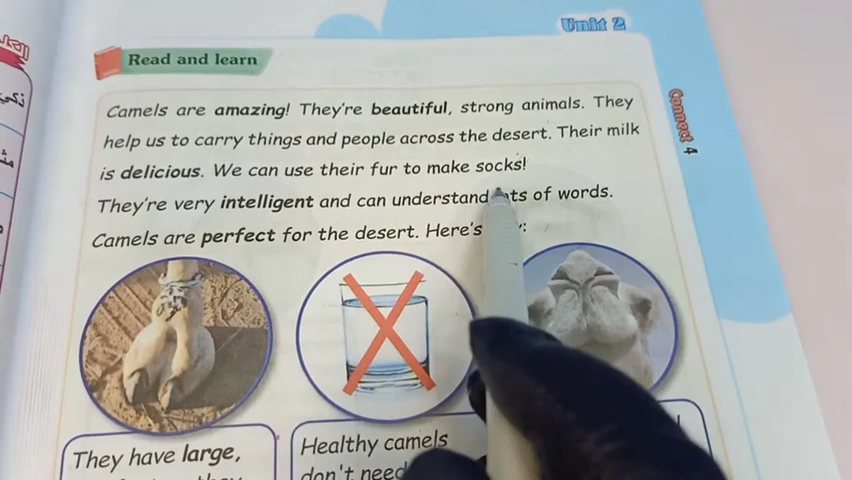 Unit 2
Read and learn
Camels are amazing! They're beautiful, strong animals. They
help us to carry things and people across the desert. Their milk
is delicious. We can use their fur to make socks!
They're very intelligent and can understand of words.
Camels are perfect for the desert. Here's
They have large,
they
Healthy camels
don't need
Connect 4